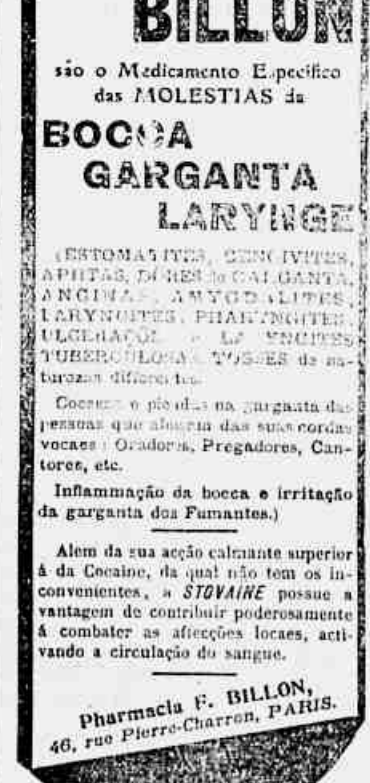 BILLON
são o Medicamento Especifico
das MOLESTIAS da
BOCCA
GARGANTA
LARYNGE
(ESTOMATITES, GENGIVITES,
APHTAS, DÔRES de GARGANTA,
ANGINAS, AMYGDALITES,
LARYNGITES, PHARYNGITES,
ULCERAÇÕES LARYNGITES
TUBERCULOSAS, TOSSES de na-
turezas differentes.
na garganta das
pessoas que abusam das suas cordas
vocaes: Oradores, Pregadores, Can-
tores, etc.
Inflammação da bocca e irritação
da garganta dos Fumantes.)
Alem da sua acção calmante superior
á da Cocaine, da qual não tem os in-
convenientes, a STOVAINE possue a
vantagem de contribuir poderosamente
á combater as affecções locaes, acti-
vando a circulação do sangue.
Pharmacia F. BILLON,
46, rue Pierre-Charron, PARIS.